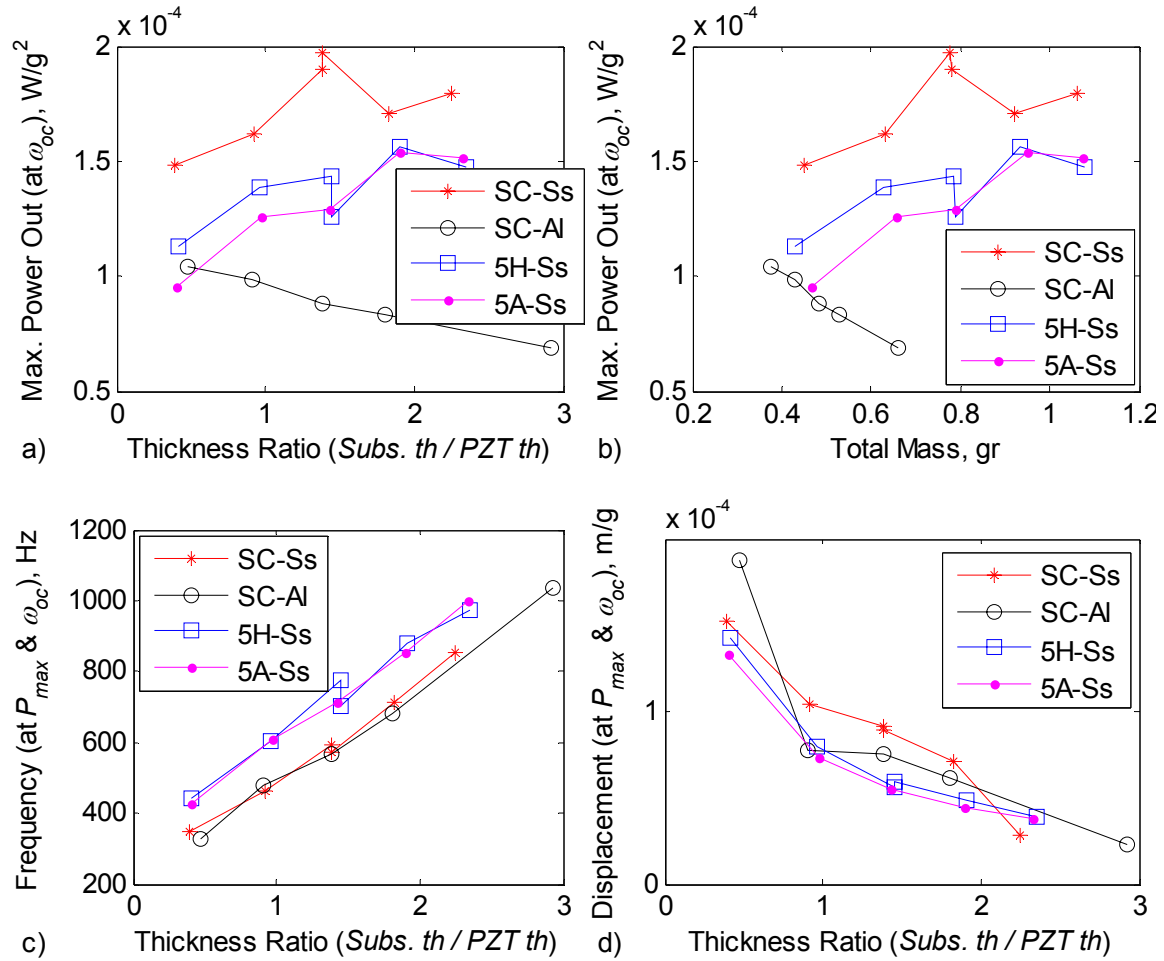 x 10⁻⁴
Max. Power Out (at ω_oc), W/g²
2
1.5
1
0.5
0
1
2
3
SC-Ss
SC-Al
5H-Ss
5A-Ss
a)
Thickness Ratio (Subs. th / PZT th)
x 10⁻⁴
Max. Power Out (at ω_oc), W/g²
2
1.5
1
0.5
0.2
0.4
0.6
0.8
1
1.2
SC-Ss
SC-Al
5H-Ss
5A-Ss
b)
Total Mass, gr
Frequency (at P_max & ω_oc), Hz
1200
1000
800
600
400
200
0
1
2
3
SC-Ss
SC-Al
5H-Ss
5A-Ss
c)
Thickness Ratio (Subs. th / PZT th)
x 10⁻⁴
Displacement (at P_max & ω_oc), m/g
1
0
0
1
2
3
SC-Ss
SC-Al
5H-Ss
5A-Ss
d)
Thickness Ratio (Subs. th / PZT th)